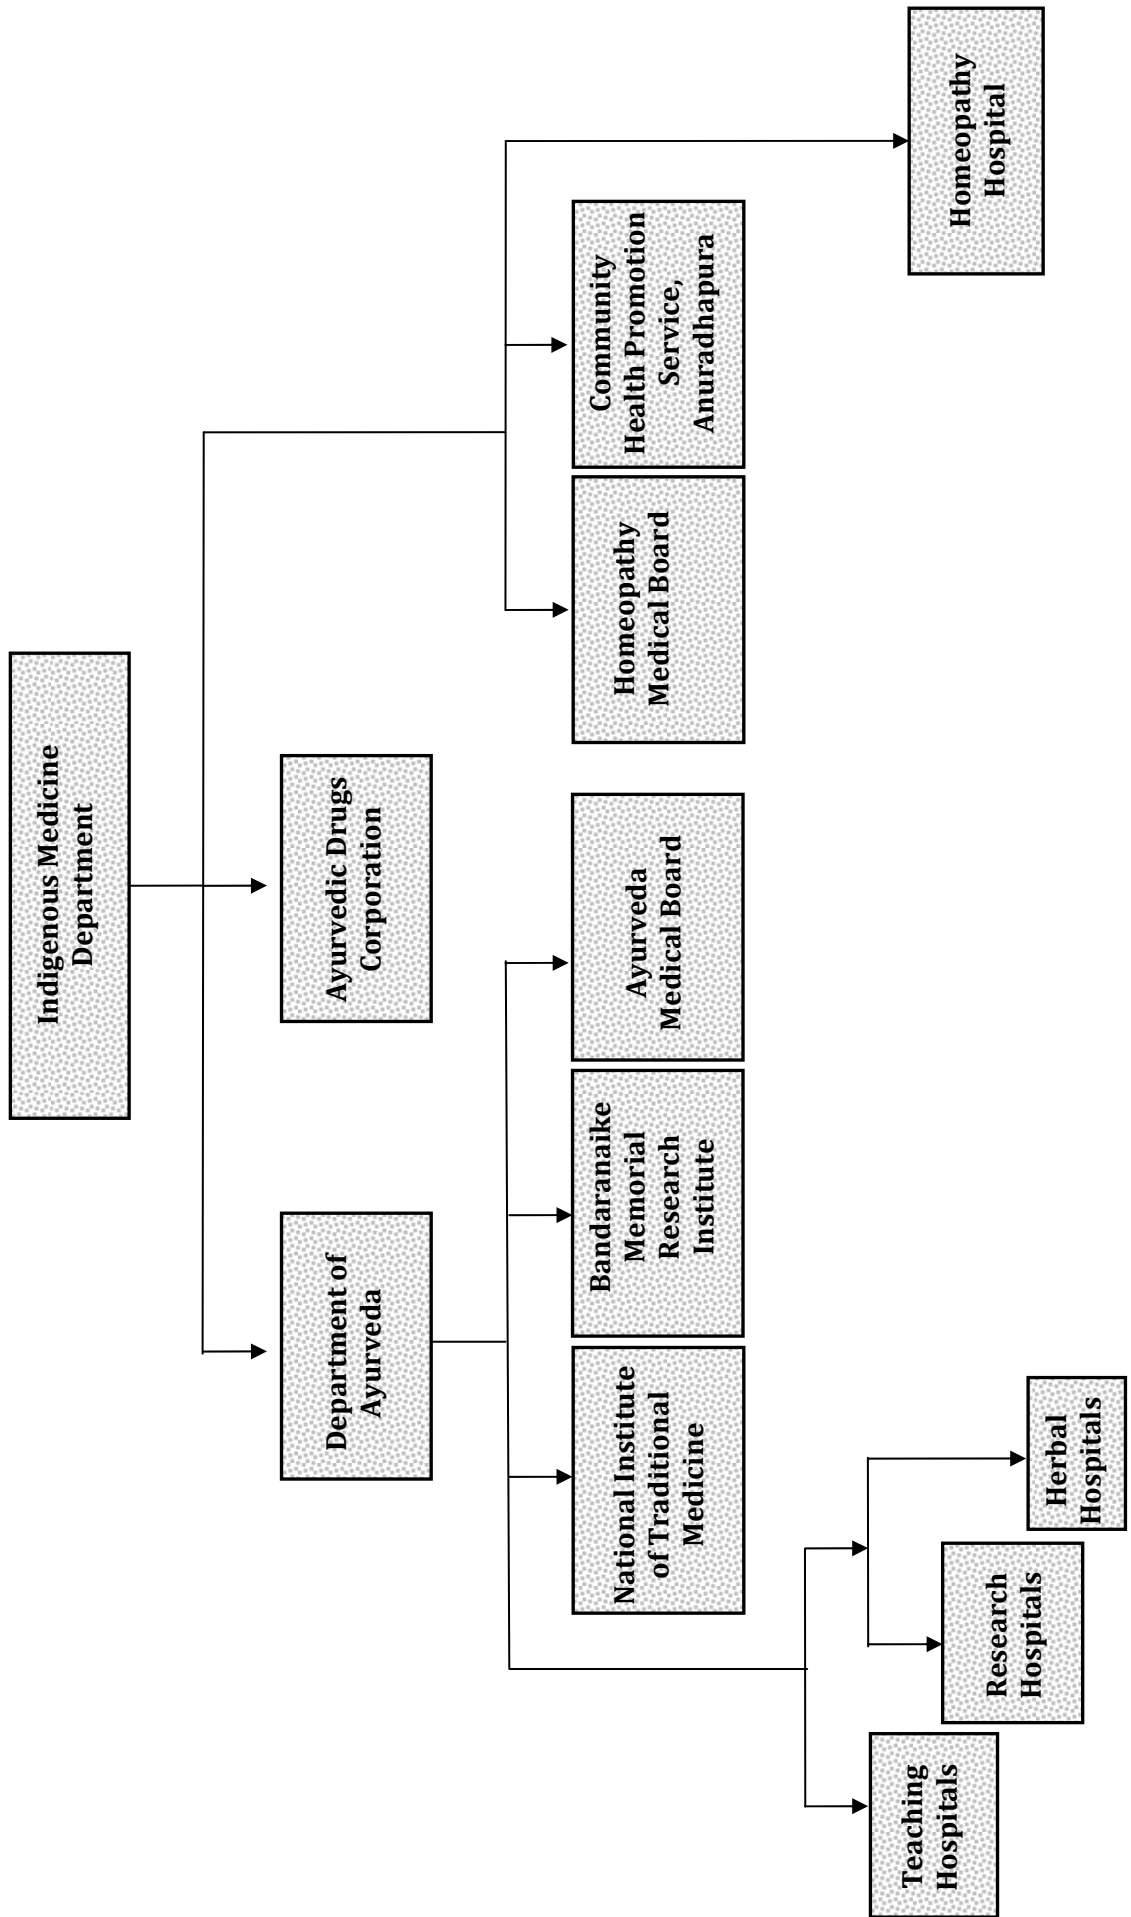 Indigenous Medicine
Department
Department of
Ayurveda
Ayurvedic Drugs
Corporation
National Institute
of Traditional
Medicine
Bandaranaike
Memorial
Research
Institute
Ayurveda
Medical Board
Homeopathy
Medical Board
Community
Health Promotion
Service,
Anuradhapura
Teaching
Hospitals
Research
Hospitals
Herbal
Hospitals
Homeopathy
Hospital